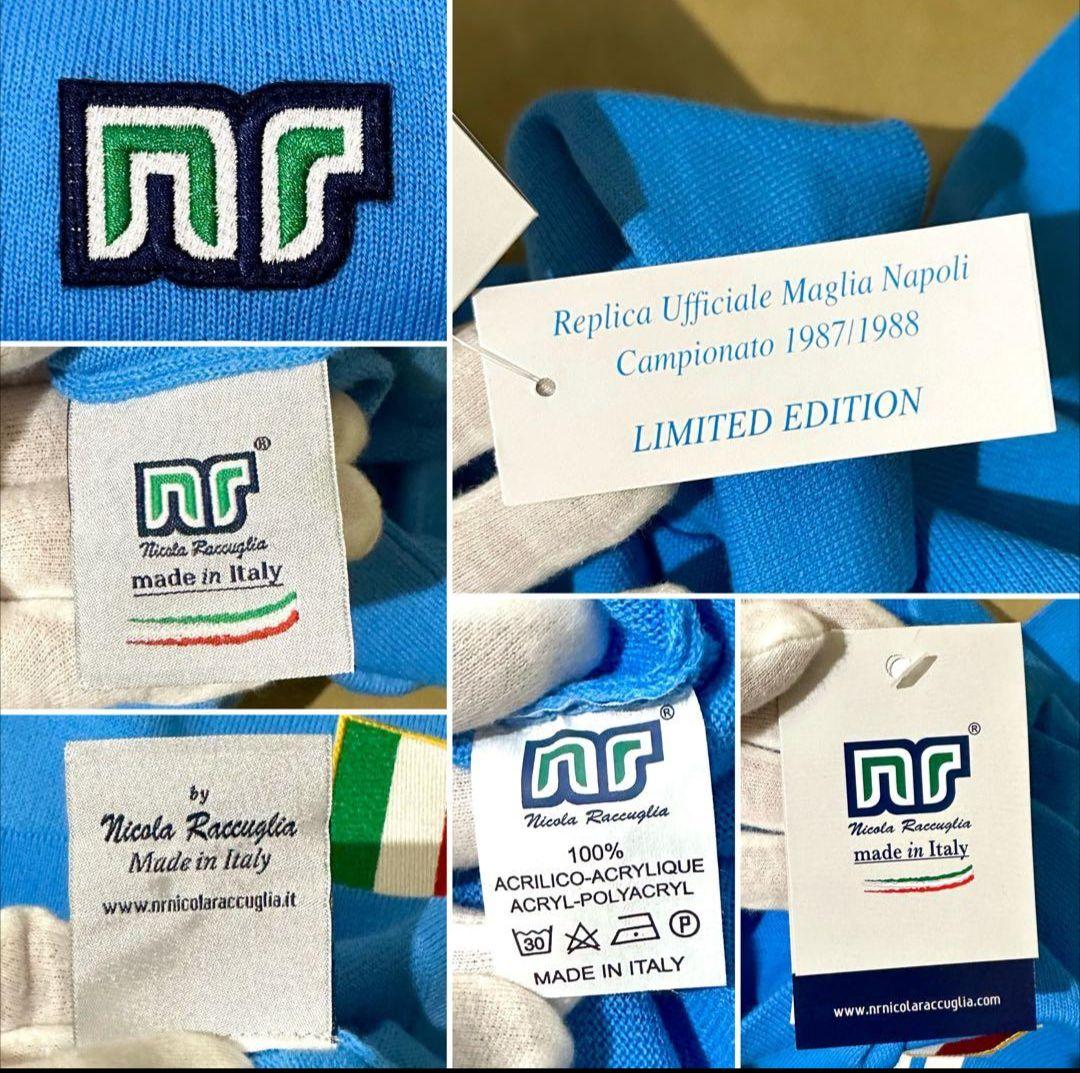 nr
Replica Ufficiale Maglia Napoli
Campionato 1987/1988
LIMITED EDITION
nr®
Nicola Raccuglia
made in Italy
by
Nicola Raccuglia
Made in Italy
www.nrnicolaraccuglia.it
nr®
Nicola Raccuglia
100%
ACRILICO-ACRYLIQUE
ACRYL-POLYACRYL
30 P
MADE IN ITALY
nr®
Nicola Raccuglia
made in Italy
www.nrnicolaraccuglia.com